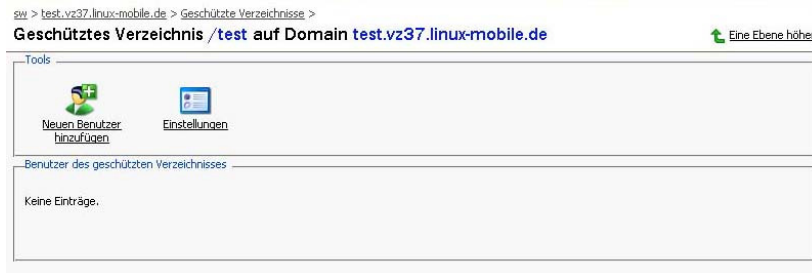 sw > test.vz37.linux-mobile.de > Geschützte Verzeichnisse >
Geschütztes Verzeichnis /test auf Domain test.vz37.linux-mobile.de
Eine Ebene höher
Tools
Neuen Benutzer
hinzufügen
Einstellungen
Benutzer des geschützten Verzeichnisses
Keine Einträge.